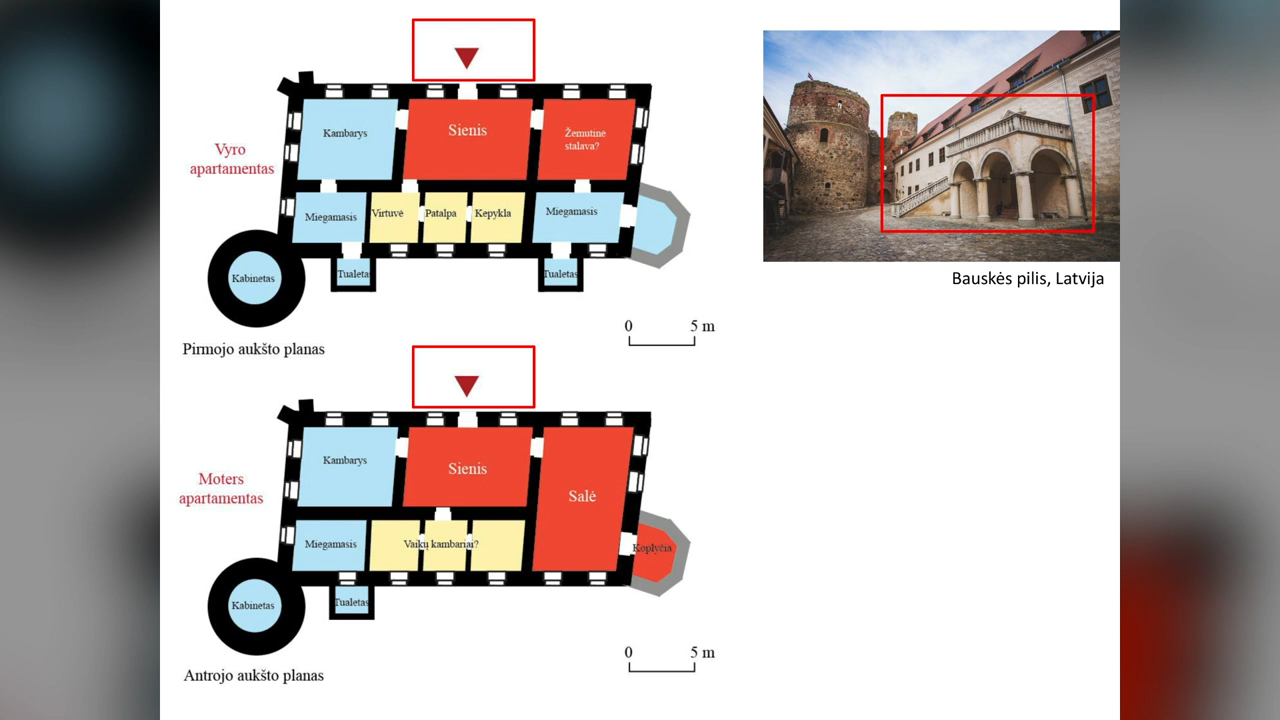 Kambarys
Sienis
Žemutinė
stalava?
Vyro
apartamentas
Miegamasis
Virtuvė
Patalpa
Kepykla
Miegamasis
Kabinetas
Tualetas
Tualetas
0 5 m
Pirmojo aukšto planas
Bauskės pilis, Latvija
Kambarys
Sienis
Salė
Moters
apartamentas
Miegamasis
Vaikų kambariai?
Koplyčia
Kabinetas
Tualetas
0 5 m
Antrojo aukšto planas